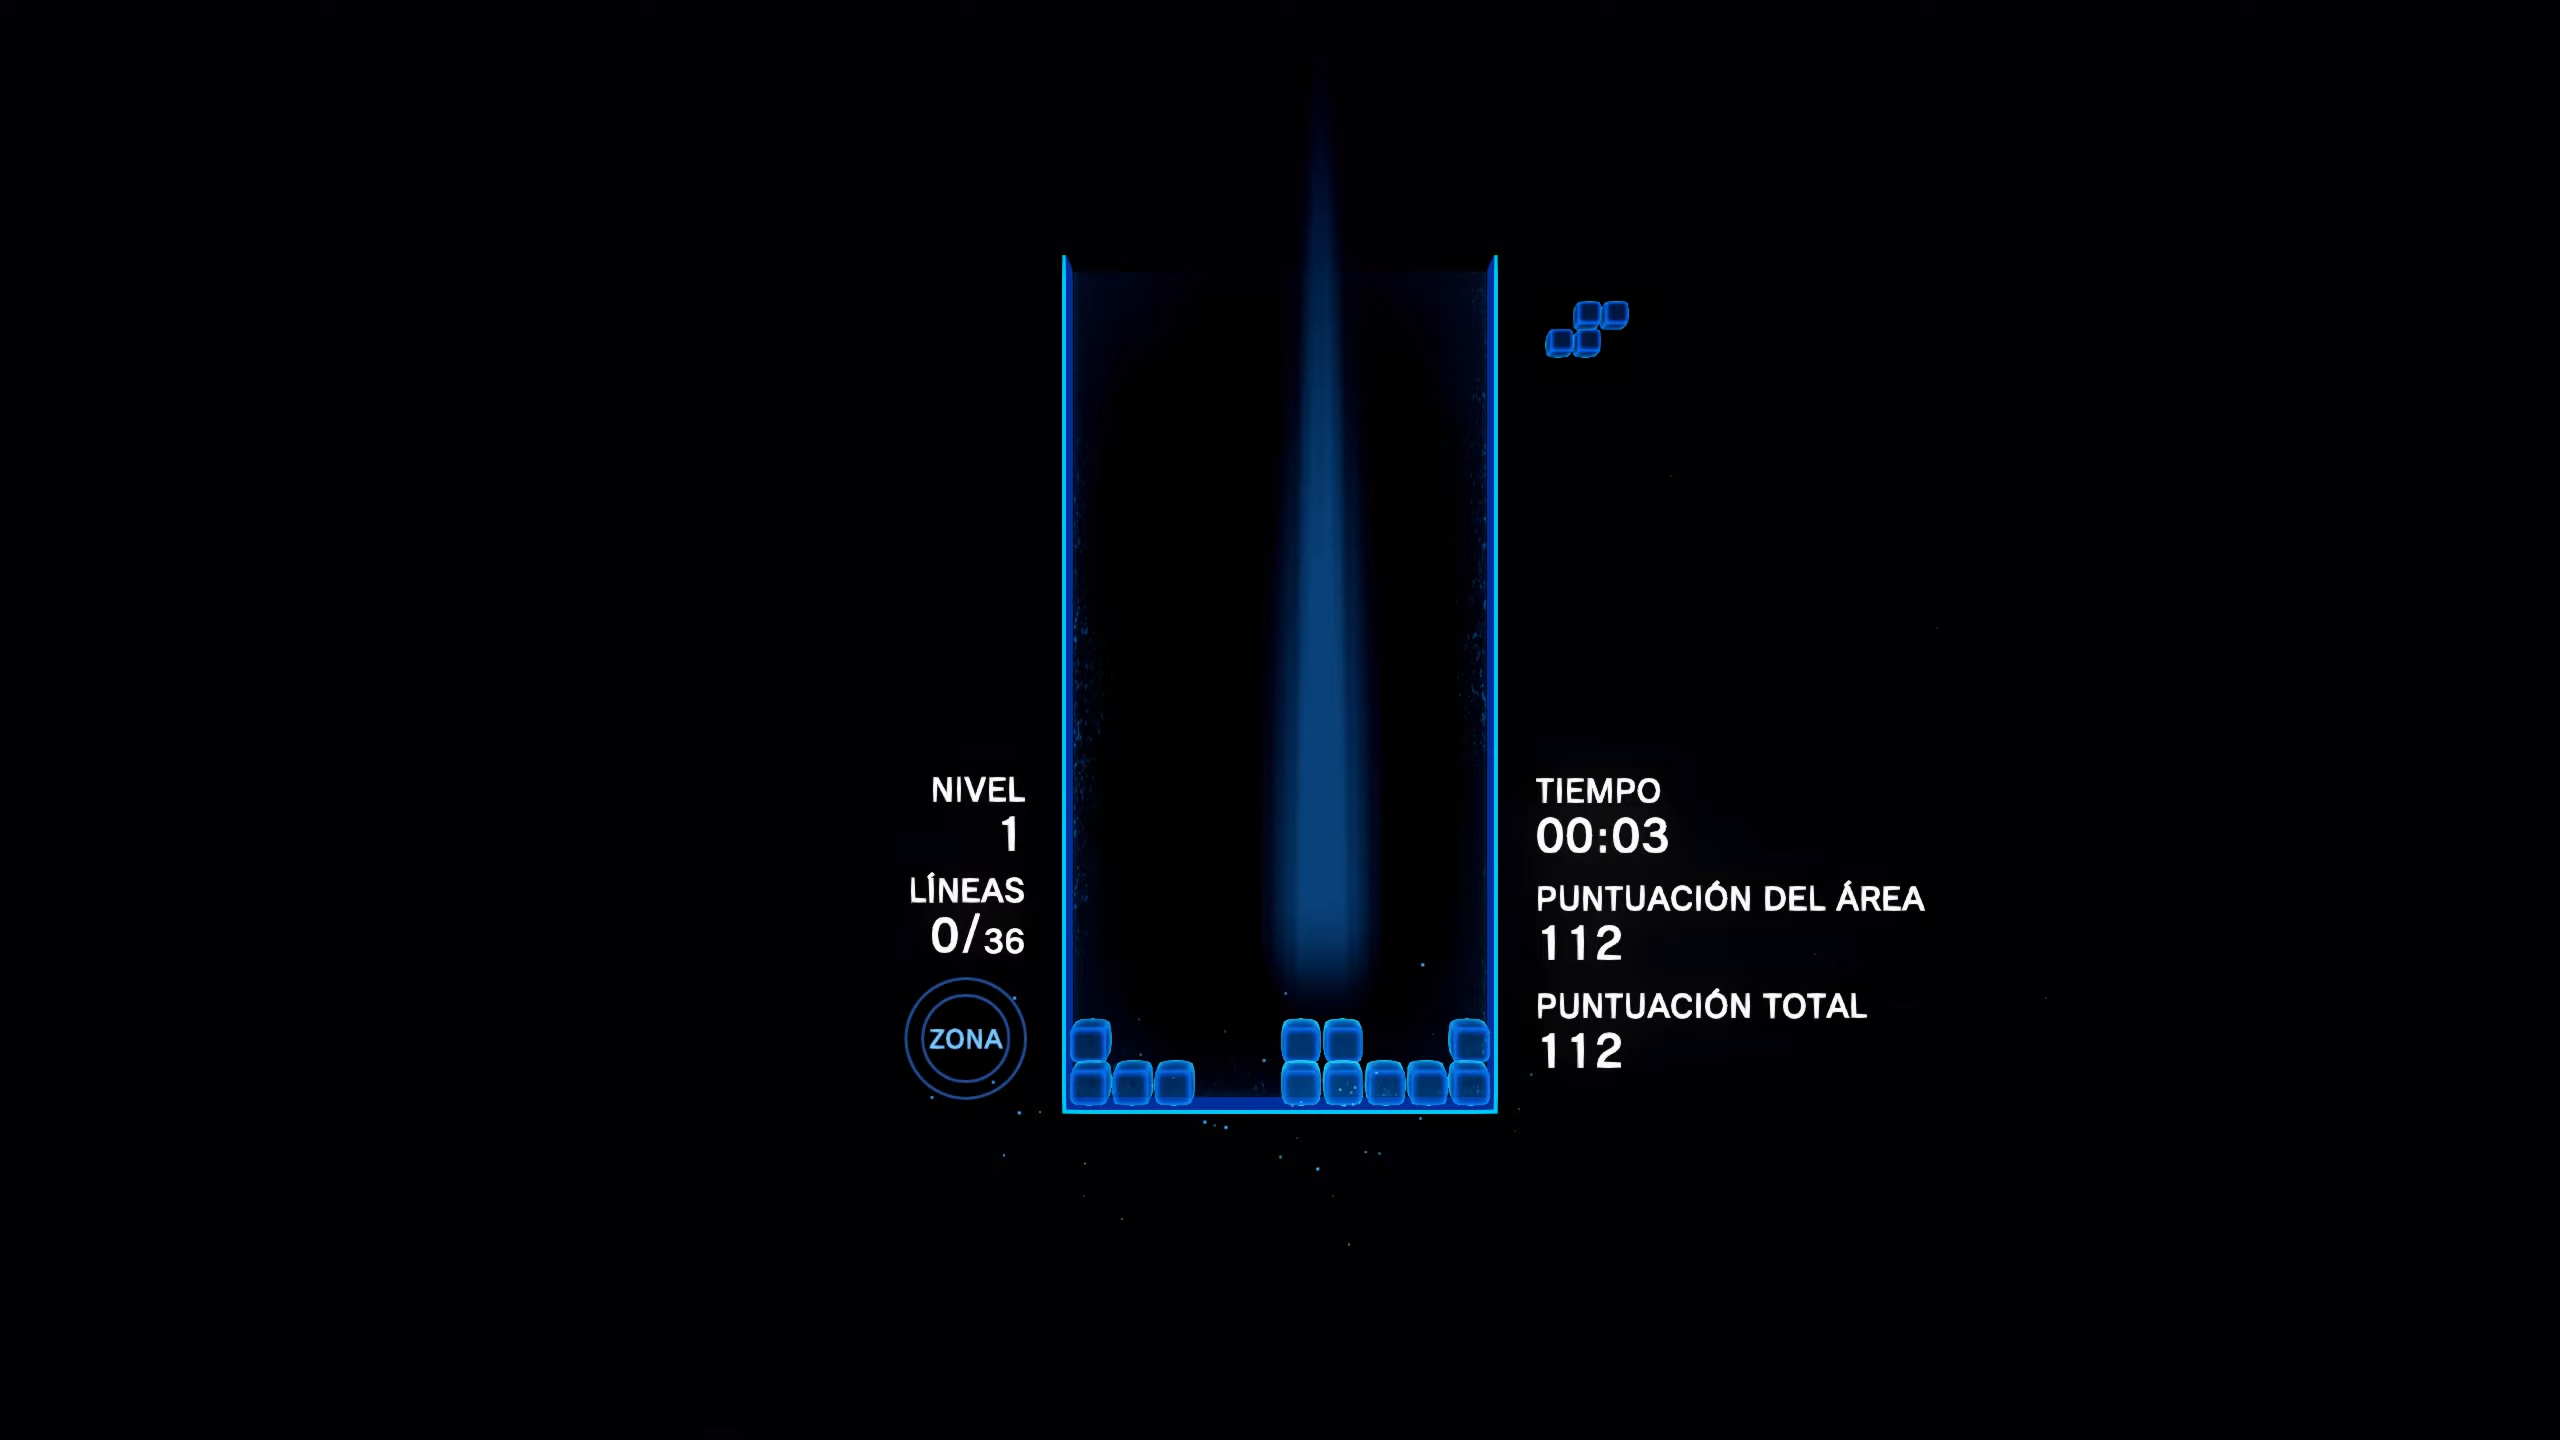 NIVEL
1
LÍNEAS
0/36
ZONA
TIEMPO
00:03
PUNTUACIÓN DEL ÁREA
112
PUNTUACIÓN TOTAL
112